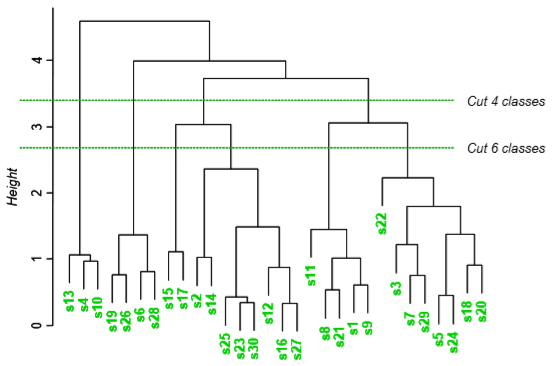 Height
4
3
2
1
0
Cut 4 classes
Cut 6 classes
s13
s4
s10
s19
s26
s6
s28
s15
s17
s2
s14
s25
s23
s30
s12
s16
s27
s11
s8
s21
s1
s9
s22
s3
s7
s29
s5
s24
s18
s20